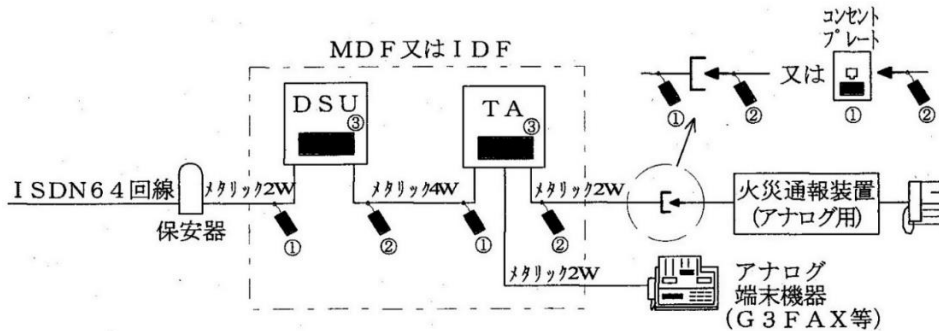 コンセント
プレート
MDF又はIDF
又は
① ② ① ②
DSU
③
TA
③
ISDN64回線
メタリック2W
メタリック4W
メタリック2W
火災通報装置
(アナログ用)
保安器
① ② ① ②
メタリック2W
アナログ
端末機器
(G3FAX等)